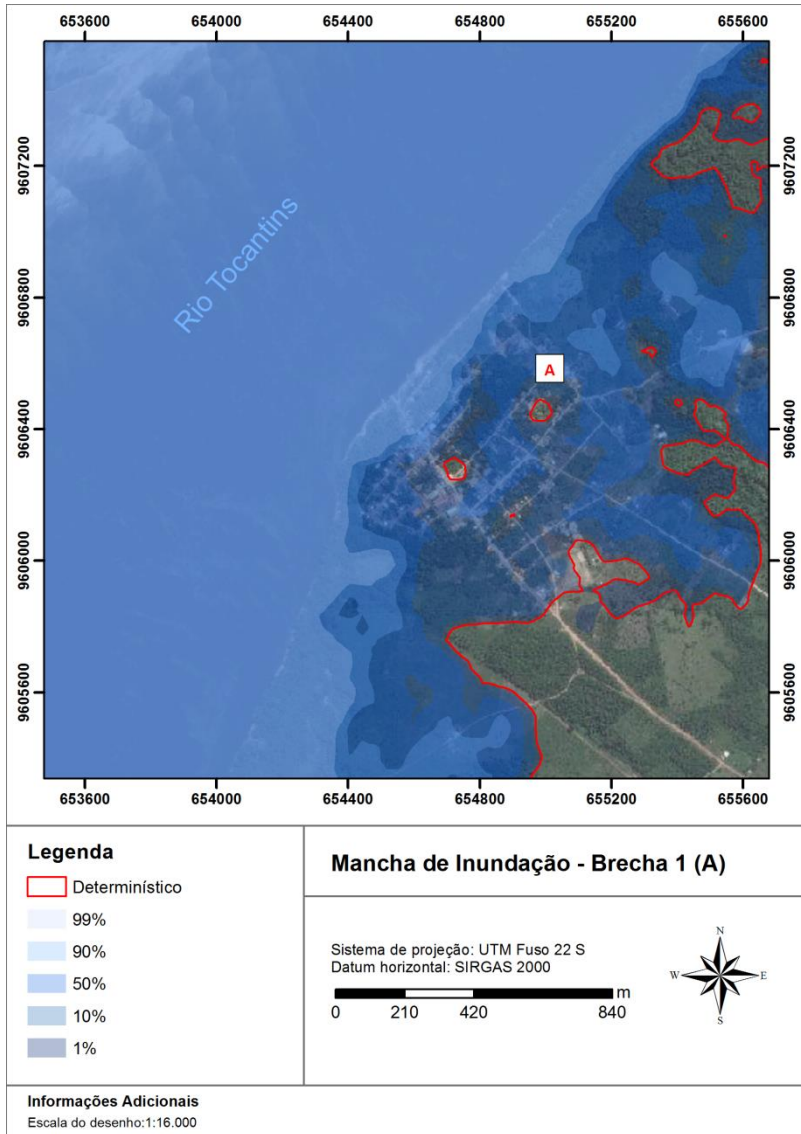 653600 654000 654400 654800 655200 655600
9607200 9607200
Rio Tocantins
9606800 9606800
A
9606400 9606400
9606000 9606000
9605600 9605600
653600 654000 654400 654800 655200 655600
Legenda
Determinístico
99%
90%
50%
10%
1%
Mancha de Inundação - Brecha 1 (A)
Sistema de projeção: UTM Fuso 22 S
Datum horizontal: SIRGAS 2000
m
0 210 420 840
N
W E
S
Informações Adicionais
Escala do desenho:1:16.000